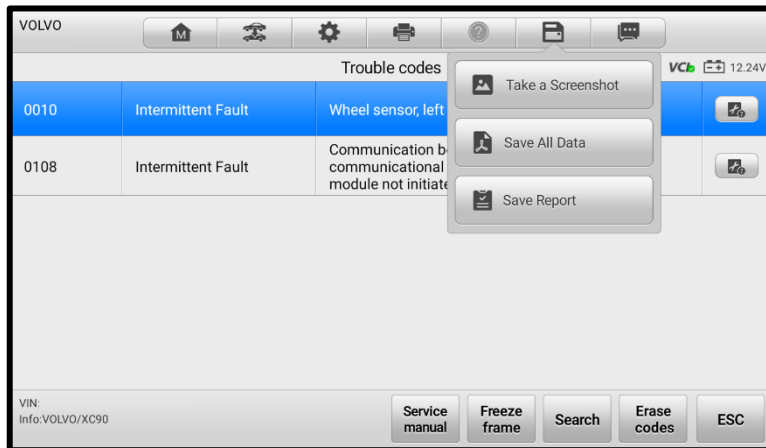 VOLVO
M
Trouble codes
VCI
12.24V
Take a Screenshot
0010
Intermittent Fault
Wheel sensor, left
Save All Data
0108
Intermittent Fault
Communication b
communicational
module not initiate
Save Report
VIN:
Info:VOLVO/XC90
Service
manual
Freeze
frame
Search
Erase
codes
ESC